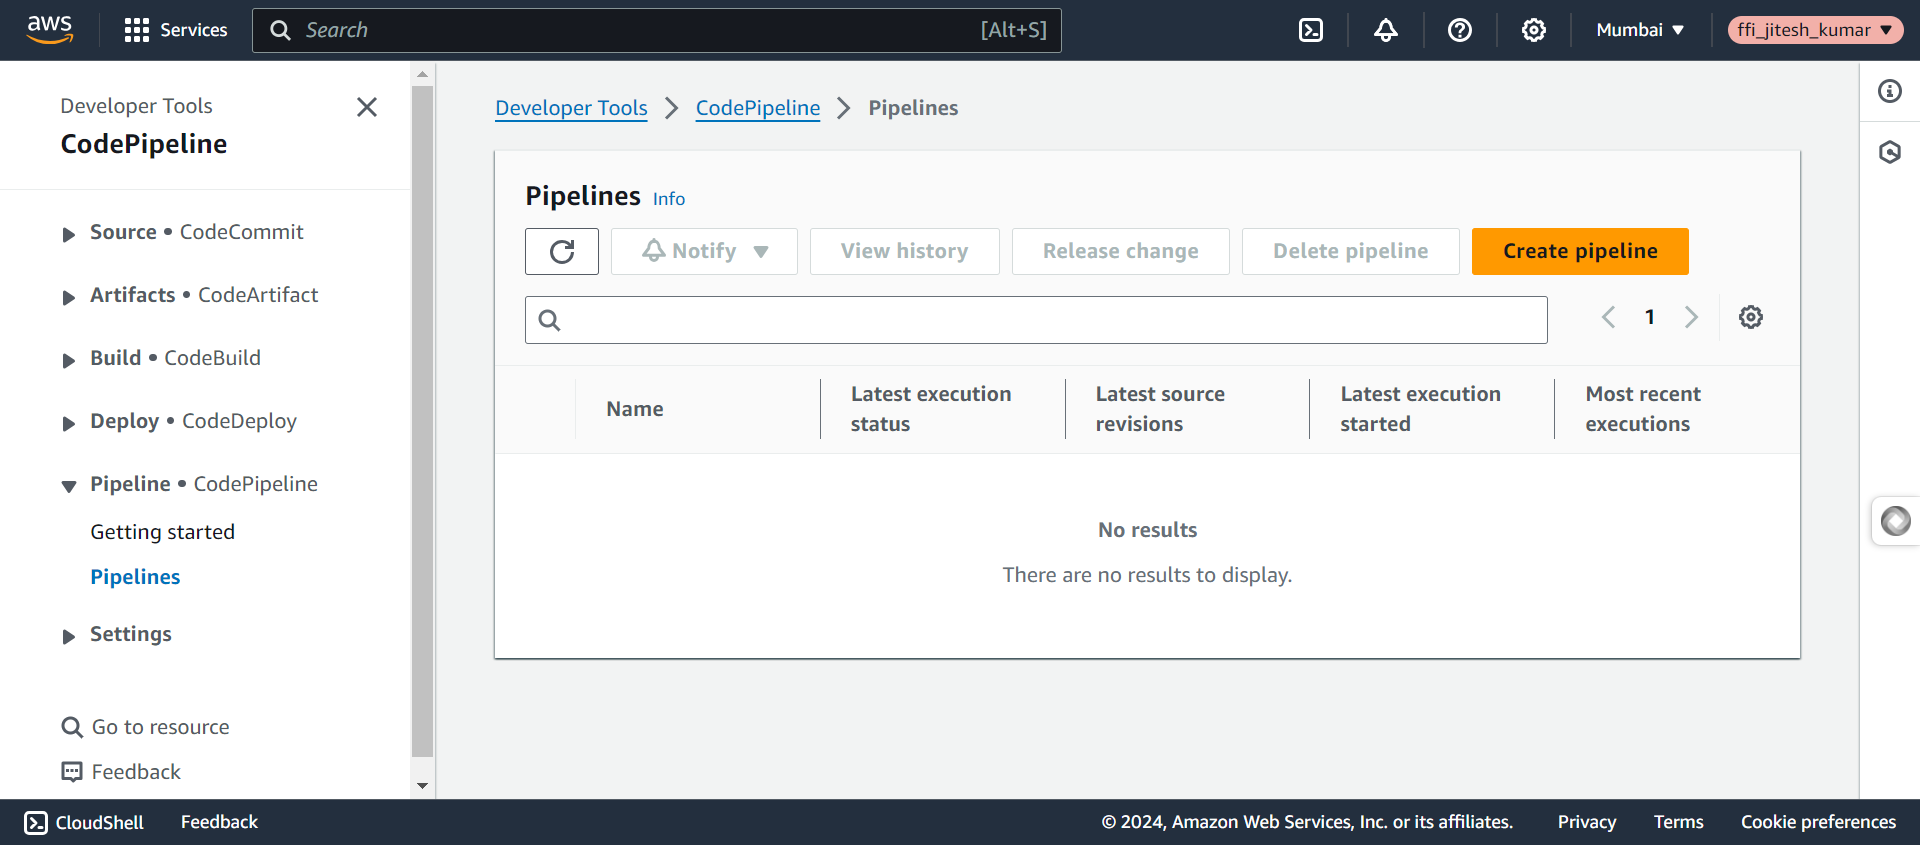 aws
Services
Search [Alt+S]
Mumbai
ffi_jitesh_kumar
Developer Tools
CodePipeline
Source • CodeCommit
Artifacts • CodeArtifact
Build • CodeBuild
Deploy • CodeDeploy
Pipeline • CodePipeline
Getting started
Pipelines
Settings
Go to resource
Feedback
Developer Tools
CodePipeline
Pipelines
Pipelines Info
Notify
View history
Release change
Delete pipeline
Create pipeline
1
Name
Latest execution
status
Latest source
revisions
Latest execution
started
Most recent
executions
No results
There are no results to display.
CloudShell
Feedback
© 2024, Amazon Web Services, Inc. or its affiliates.
Privacy
Terms
Cookie preferences